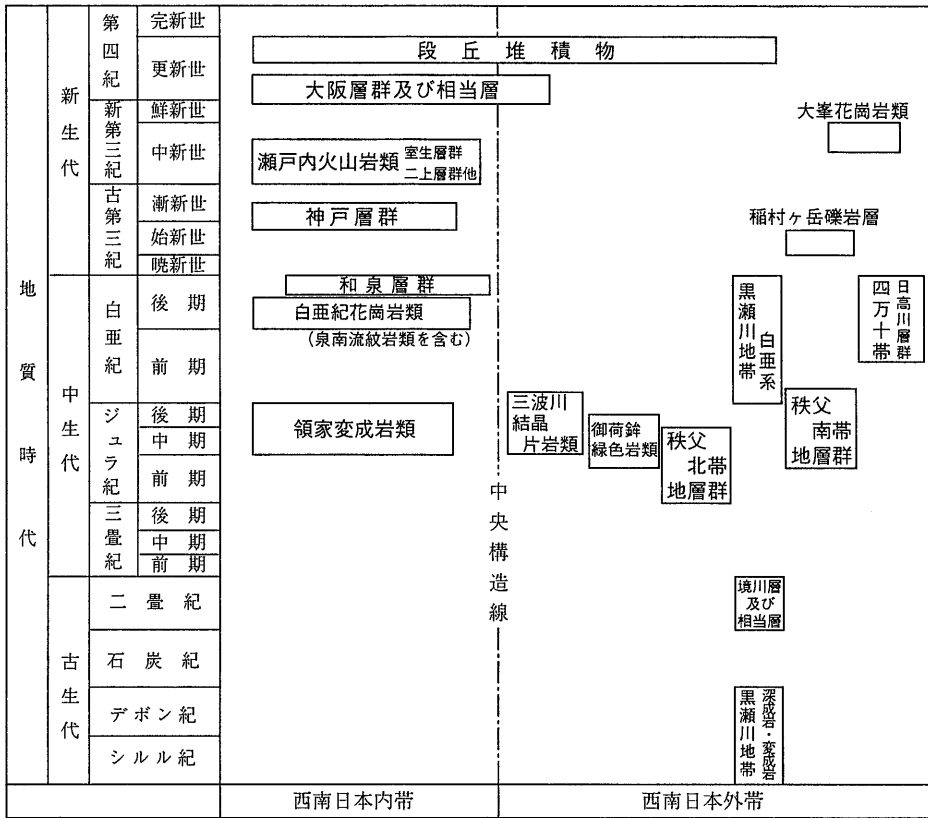 地質時代
新生代
第四紀
完新世
更新世
新第三紀
鮮新世
中新世
古第三紀
漸新世
始新世
暁新世
中生代
白亜紀
後期
前期
ジュラ紀
後期
中期
前期
三畳紀
後期
中期
前期
古生代
二畳紀
石炭紀
デボン紀
シルル紀
段丘堆積物
大阪層群及び相当層
大峯花崗岩類
瀬戸内火山岩類
室生層群
二上層群他
神戸層群
稲村ヶ岳礫岩層
和泉層群
白亜紀花崗岩類
(泉南流紋岩類を含む)
黒瀬川地帯
白亜系
四万十帯
日高川層群
領家変成岩類
三波川
結晶
片岩類
御荷鉾
緑色岩類
秩父
北帯
地層群
秩父
南帯
地層群
中央構造線
境川層
及び
相当層
黒瀬川地帯
深成岩・変成岩
西南日本内帯
西南日本外帯